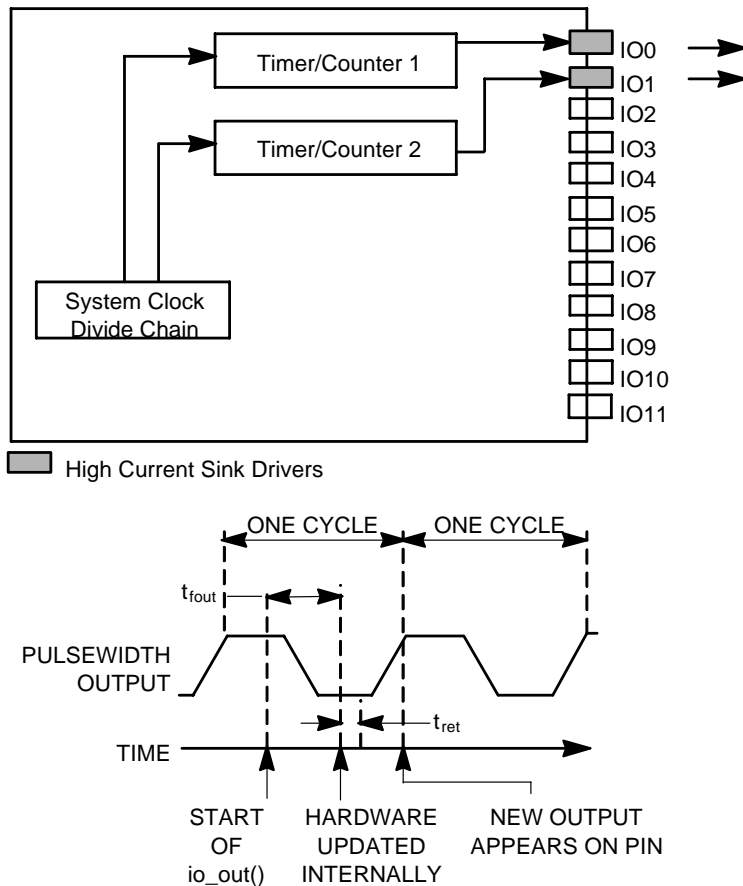 Timer/Counter 1
IO0
IO1
IO2
Timer/Counter 2
IO3
IO4
IO5
IO6
IO7
System Clock
Divide Chain
IO8
IO9
IO10
IO11
High Current Sink Drivers
ONE CYCLE
ONE CYCLE
tfout
PULSEWIDTH
OUTPUT
tret
TIME
START
OF
io_out()
HARDWARE
UPDATED
INTERNALLY
NEW OUTPUT
APPEARS ON PIN